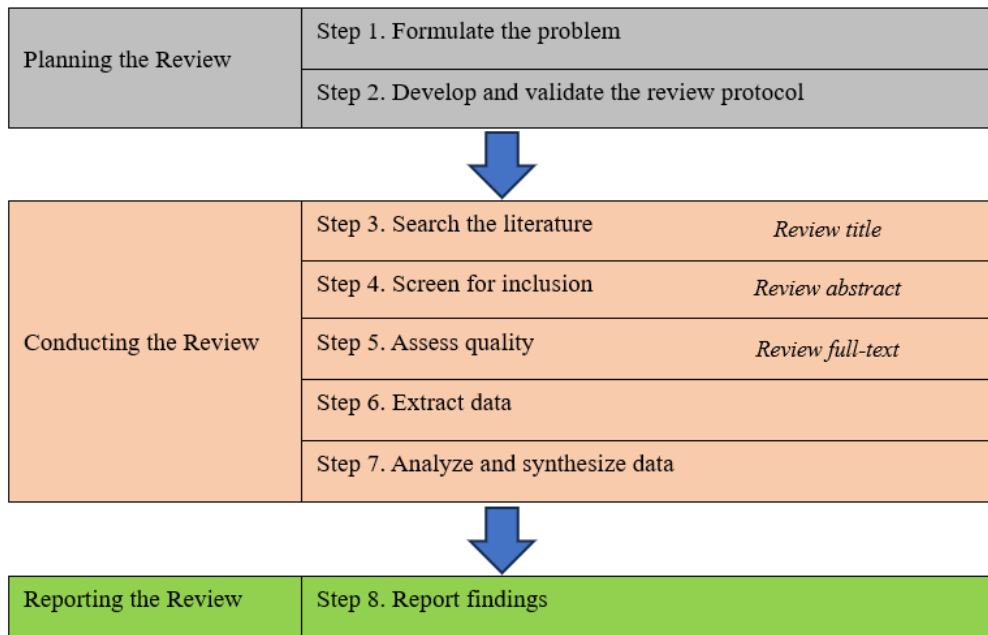 Planning the Review
Step 1. Formulate the problem
Step 2. Develop and validate the review protocol
Conducting the Review
Step 3. Search the literature
Review title
Step 4. Screen for inclusion
Review abstract
Step 5. Assess quality
Review full-text
Step 6. Extract data
Step 7. Analyze and synthesize data
Reporting the Review
Step 8. Report findings